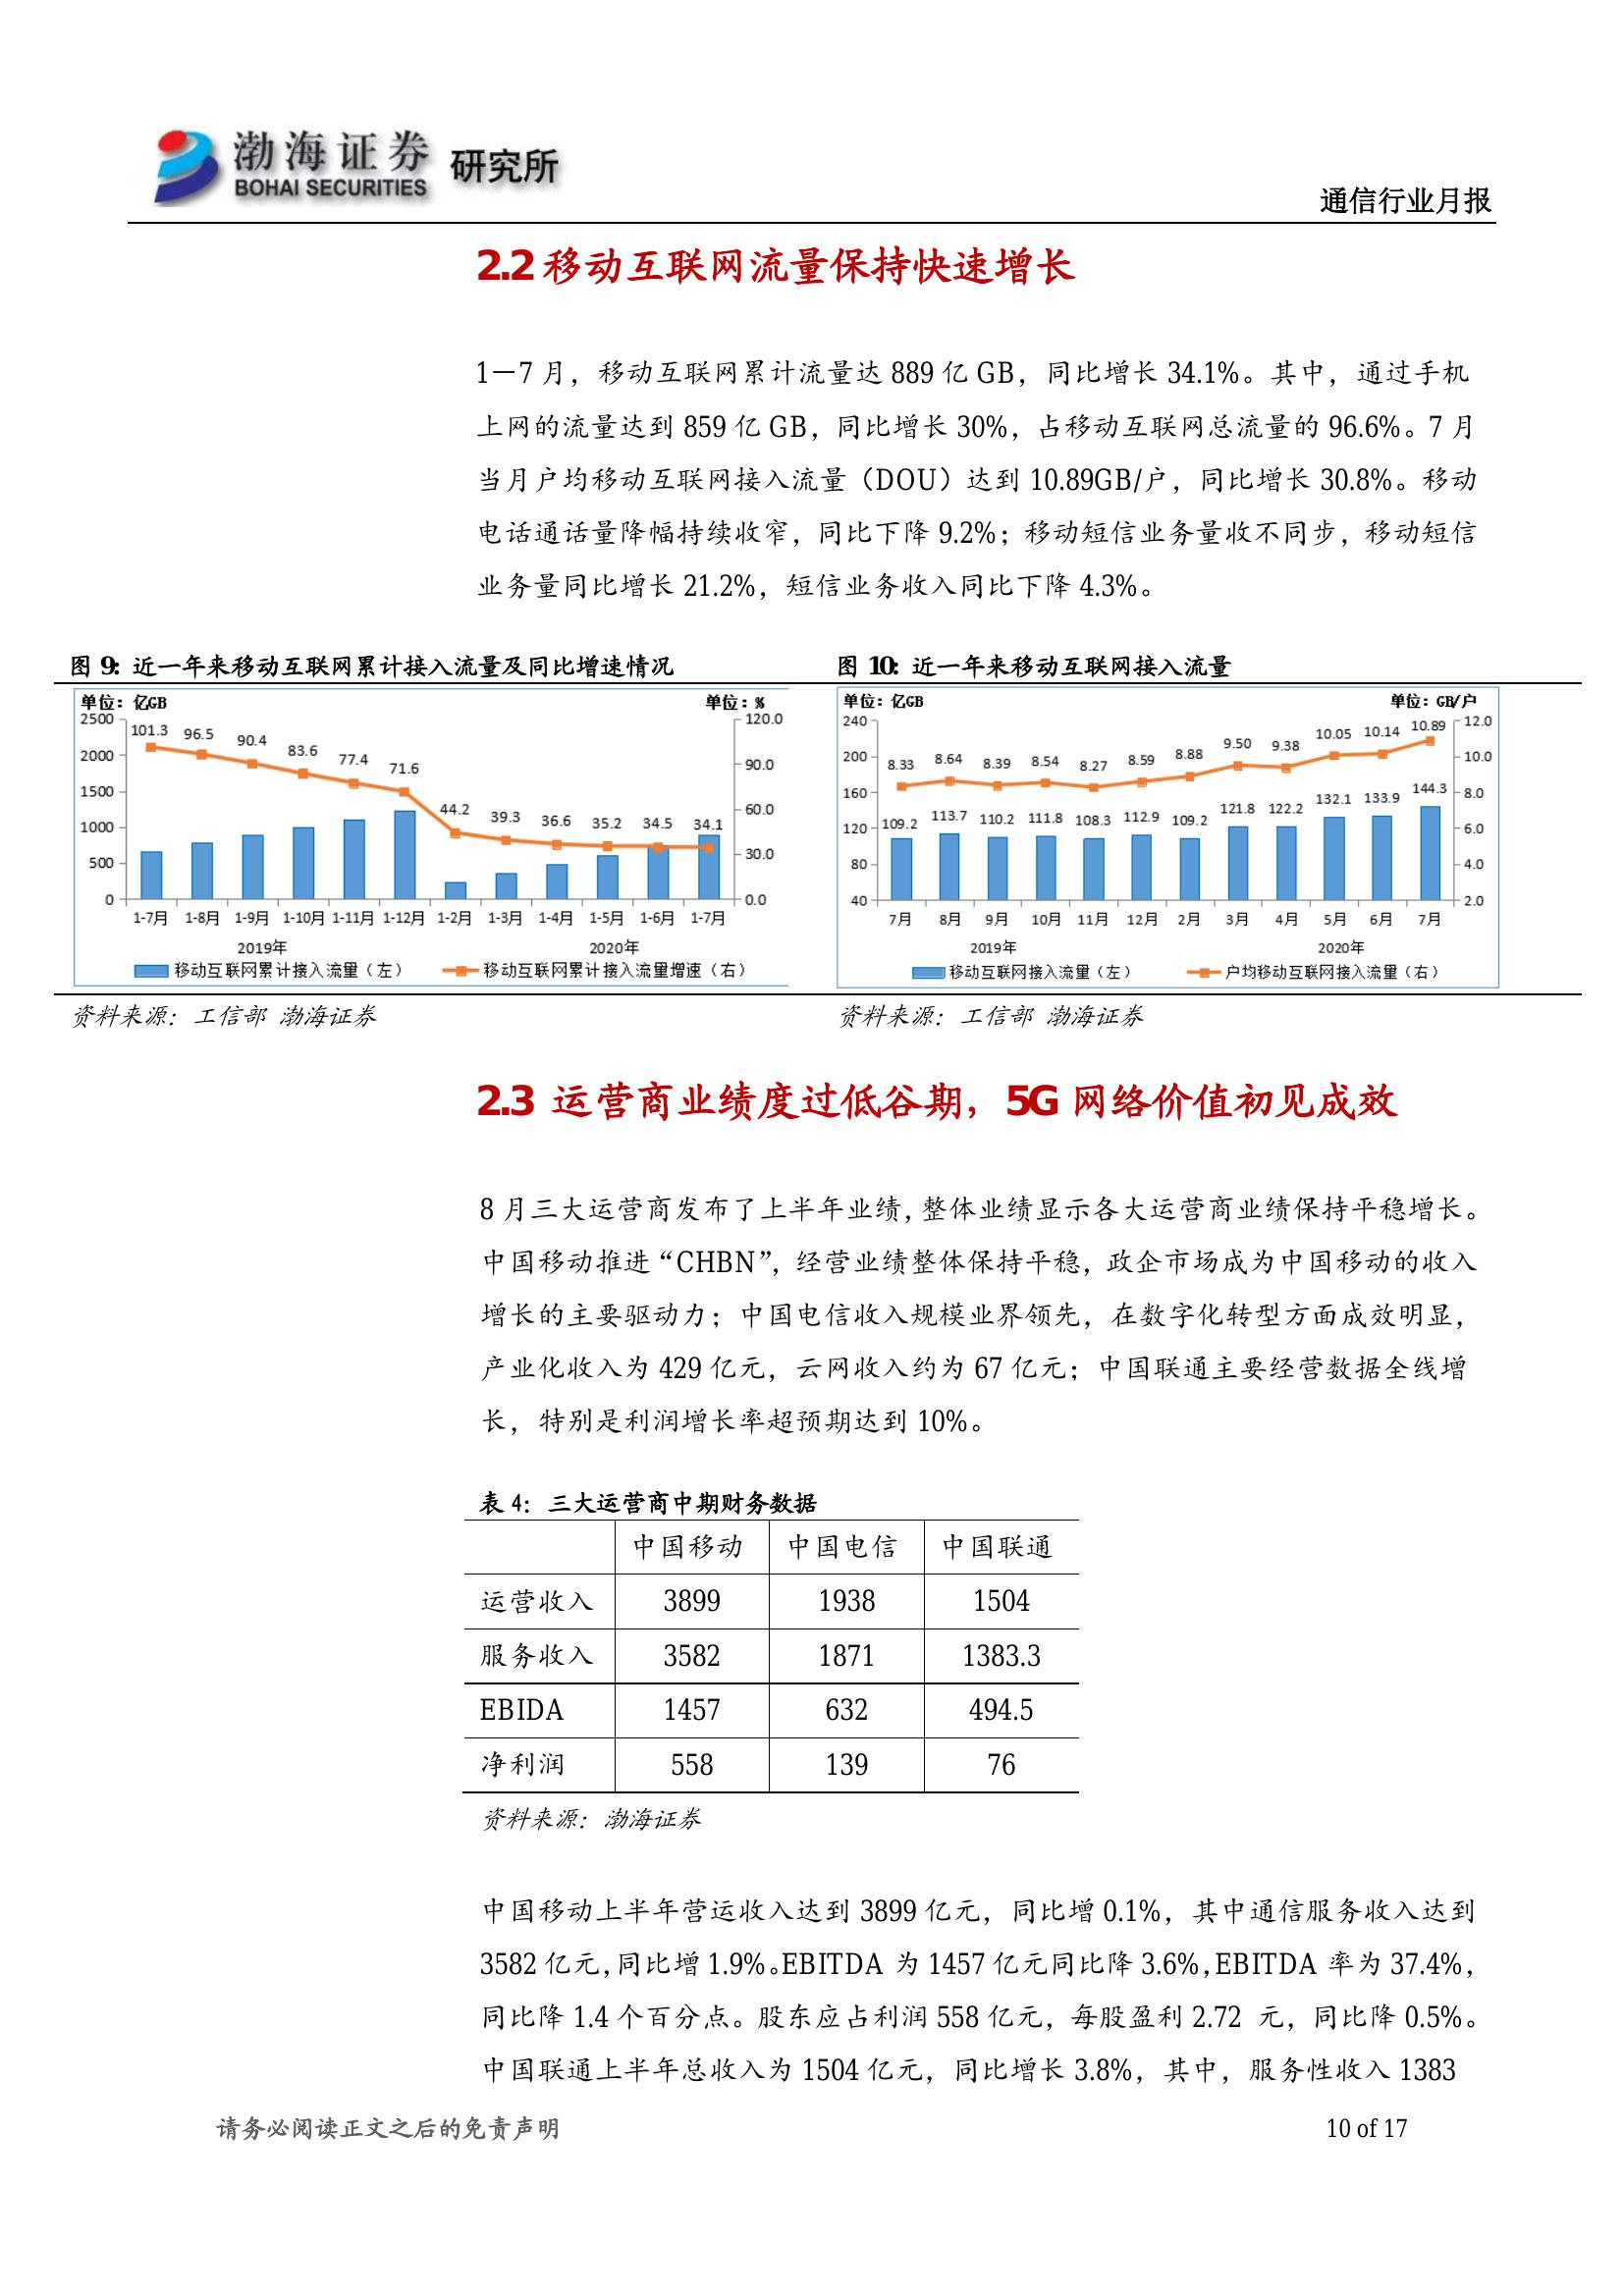 渤海证券 研究所
BOHAI SECURITIES
通信行业月报
2.2 移动互联网流量保持快速增长
1—7 月，移动互联网累计流量达 889 亿 GB，同比增长 34.1%。其中，通过手机
上网的流量达到 859 亿 GB，同比增长 30%，占移动互联网总流量的 96.6%。7 月
当月户均移动互联网接入流量（DOU）达到 10.89GB/户，同比增长 30.8%。移动
电话通话量降幅持续收窄，同比下降 9.2%；移动短信业务量收不同步，移动短信
业务量同比增长 21.2%，短信业务收入同比下降 4.3%。
图 9：近一年来移动互联网累计接入流量及同比增速情况
单位：亿GB 单位：%
2500 120.0
101.3 96.5 90.4 83.6 77.4 71.6 44.2 39.3 36.6 35.2 34.5 34.1
2000 90.0
1500
1000 60.0
500 30.0
0 0.0
1-7月 1-8月 1-9月 1-10月 1-11月 1-12月 1-2月 1-3月 1-4月 1-5月 1-6月 1-7月
2019年 2020年
移动互联网累计接入流量（左） 移动互联网累计接入流量增速（右）
资料来源：工信部 渤海证券
图 10：近一年来移动互联网接入流量
单位：亿GB 单位：GB/户
240 12.0
8.33 8.64 8.39 8.54 8.27 8.59 8.88 9.50 9.38 10.05 10.14 10.89
200 10.0
160 8.0
109.2 113.7 110.2 111.8 108.3 112.9 109.2 121.8 122.2 132.1 133.9 144.3
120 6.0
80 4.0
40 2.0
7月 8月 9月 10月 11月 12月 2月 3月 4月 5月 6月 7月
2019年 2020年
移动互联网接入流量（左） 户均移动互联网接入流量（右）
资料来源：工信部 渤海证券
2.3 运营商业绩度过低谷期，5G 网络价值初见成效
8 月三大运营商发布了上半年业绩，整体业绩显示各大运营商业绩保持平稳增长。
中国移动推进“CHBN”，经营业绩整体保持平稳，政企市场成为中国移动的收入
增长的主要驱动力；中国电信收入规模业界领先，在数字化转型方面成效明显，
产业化收入为 429 亿元，云网收入约为 67 亿元；中国联通主要经营数据全线增
长，特别是利润增长率超预期达到 10%。
表 4：三大运营商中期财务数据
中国移动 中国电信 中国联通
运营收入 3899 1938 1504
服务收入 3582 1871 1383.3
EBIDA 1457 632 494.5
净利润 558 139 76
资料来源：渤海证券
中国移动上半年营运收入达到 3899 亿元，同比增 0.1%，其中通信服务收入达到
3582 亿元，同比增 1.9%。EBITDA 为 1457 亿元同比降 3.6%，EBITDA 率为 37.4%，
同比降 1.4 个百分点。股东应占利润 558 亿元，每股盈利 2.72 元，同比降 0.5%。
中国联通上半年总收入为 1504 亿元，同比增长 3.8%，其中，服务性收入 1383
请务必阅读正文之后的免责声明 10 of 17